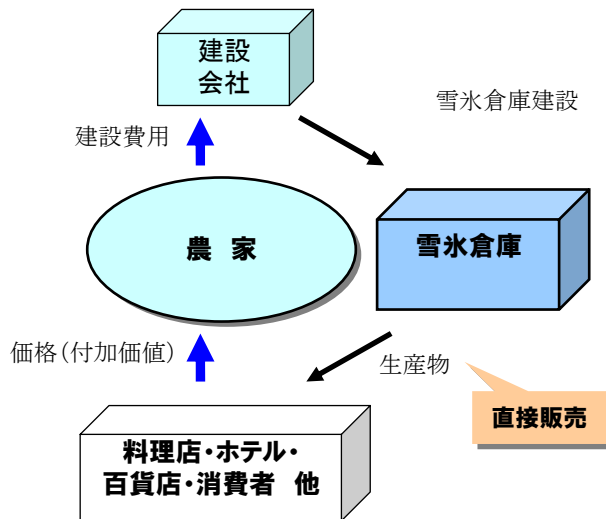 建設
会社
雪氷倉庫建設
建設費用
農 家
雪氷倉庫
価格(付加価値)
生産物
直接販売
料理店・ホテル・
百貨店・消費者 他